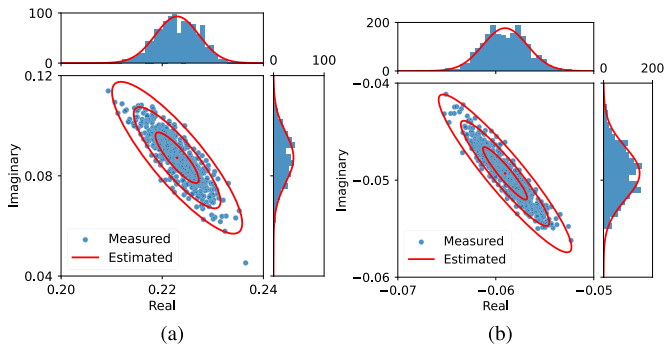 100
0
0 100
0.12
0.08
0.04
Imaginary
Measured
Estimated
0.20 0.22 0.24
Real
(a)
200
0
0 200
−0.04
−0.05
−0.06
Imaginary
Measured
Estimated
−0.07 −0.06 −0.05
Real
(b)